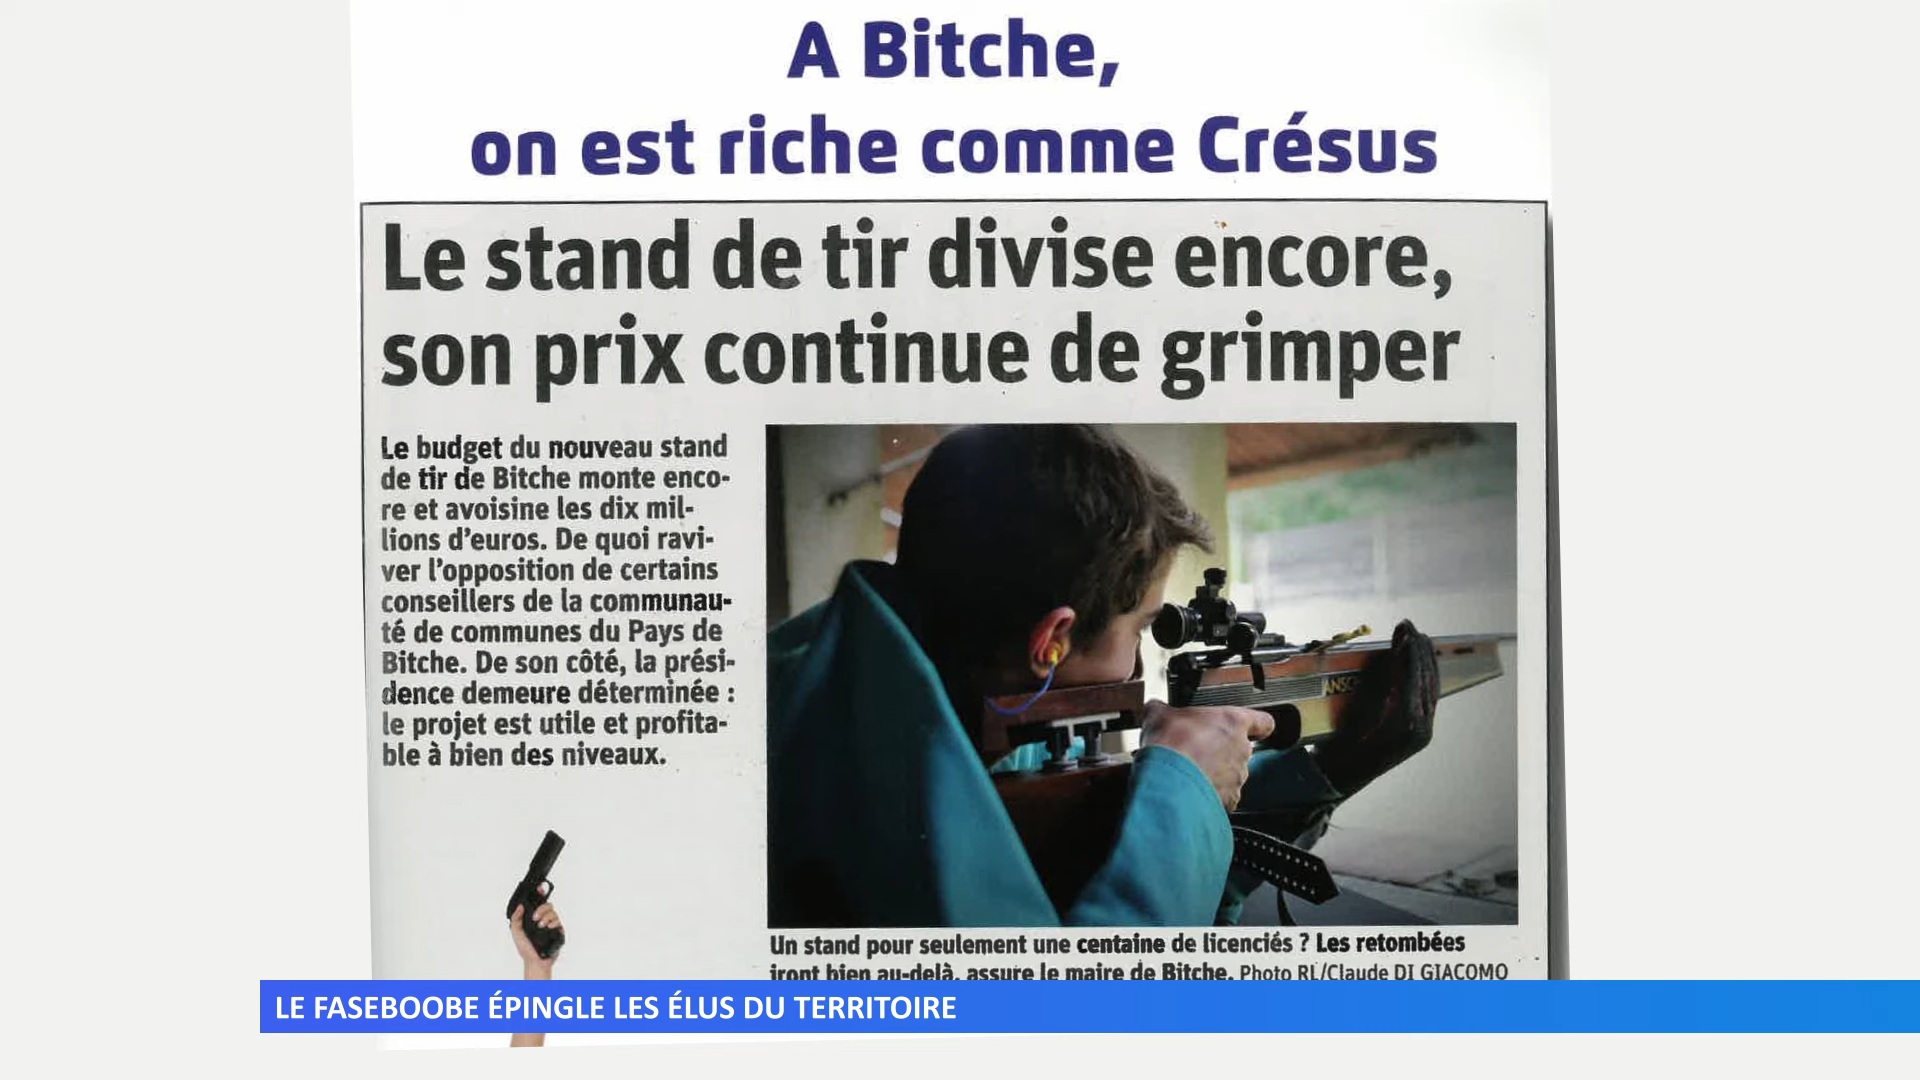 A Bitche,
on est riche comme Crésus
Le stand de tir divise encore,
son prix continue de grimper
Le budget du nouveau stand
de tir de Bitche monte enco-
re et avoisine les dix mil-
lions d'euros. De quoi ravi-
ver l'opposition de certains
conseillers de la communau-
té de communes du Pays de
Bitche. De son côté, la prési-
dence demeure déterminée :
le projet est utile et profita-
ble à bien des niveaux.
ANSC
Un stand pour seulement une centaine de licenciés ? Les retombées
iront bien au-delà, assure le maire de Bitche. Photo RL/Claude DI GIACOMO
LE FASEBOOBE ÉPINGLE LES ÉLUS DU TERRITOIRE